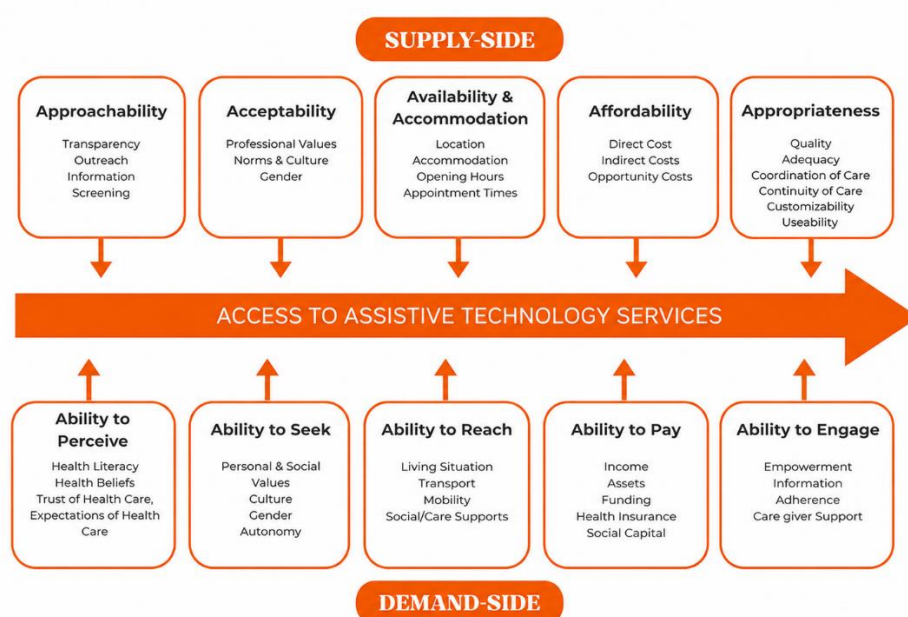 SUPPLY-SIDE
Approachability
Transparency
Outreach
Information
Screening
Acceptability
Professional Values
Norms & Culture
Gender
Availability &
Accommodation
Location
Accommodation
Opening Hours
Appointment Times
Affordability
Direct Cost
Indirect Costs
Opportunity Costs
Appropriateness
Quality
Adequacy
Coordination of Care
Continuity of Care
Customizability
Useability
ACCESS TO ASSISTIVE TECHNOLOGY SERVICES
Ability to
Perceive
Health Literacy
Health Beliefs
Trust of Health Care,
Expectations of Health
Care
Ability to Seek
Personal & Social
Values
Culture
Gender
Autonomy
Ability to Reach
Living Situation
Transport
Mobility
Social/Care Supports
Ability to Pay
Income
Assets
Funding
Health Insurance
Social Capital
Ability to Engage
Empowerment
Information
Adherence
Care giver Support
DEMAND-SIDE